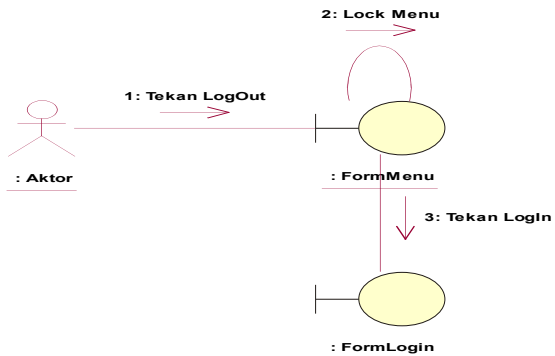 2: Lock Menu
1: Tekan LogOut
: Aktor
: FormMenu
3: Tekan LogIn
: FormLogin